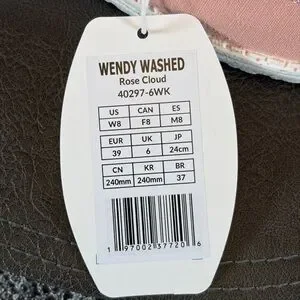 WENDY WASHED
Rose Cloud
40297-6WK
US CAN ES
W8 F8 M8
EUR UK JP
39 6 24cm
CN KR BR
240mm 240mm 37
1 97002 37720 6